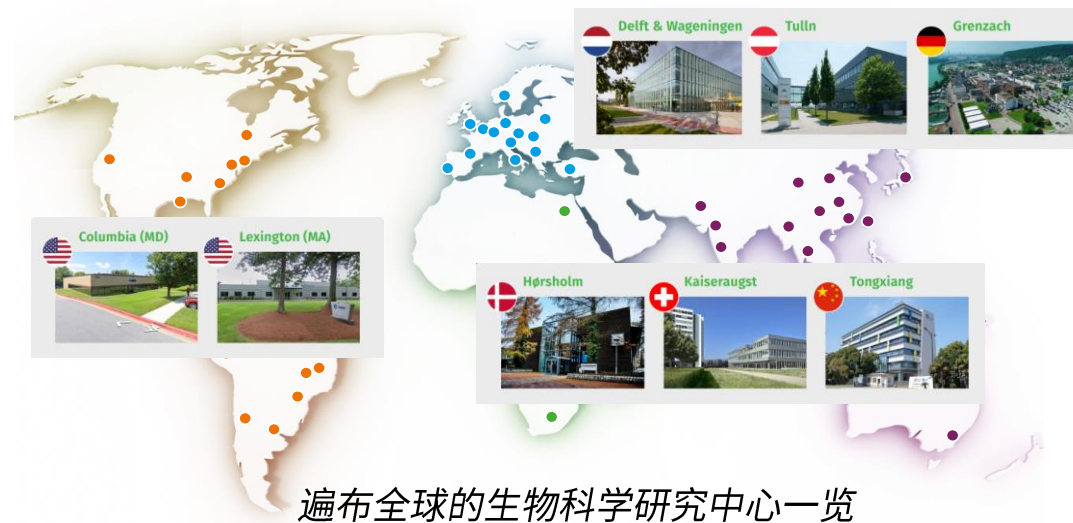 Delft & Wageningen
Tulln
Grenzach
Columbia (MD)
Lexington (MA)
Hørsholm
Kaiseraugst
Tongxiang
遍布全球的生物科学研究中心一览